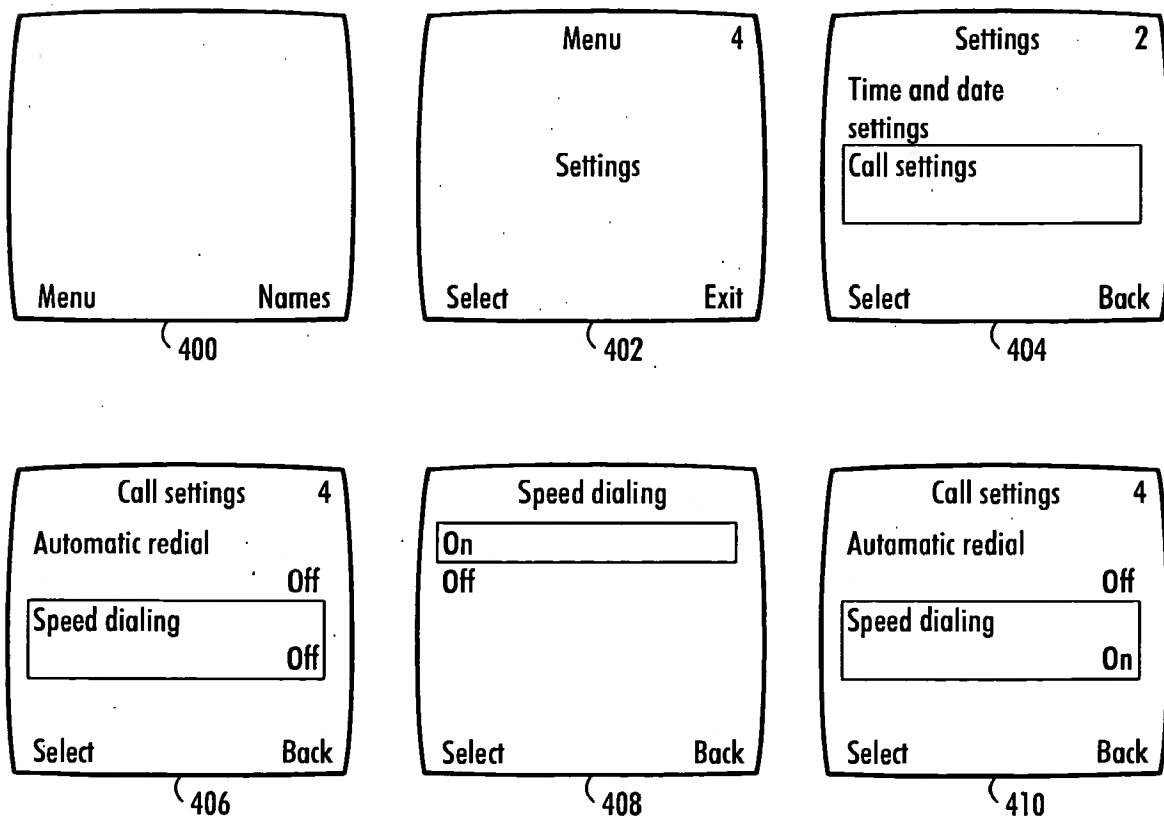 Menu Names
400
Menu 4
Settings
Select Exit
402
Settings 2
Time and date
settings
Call settings
Select Back
404
Call settings 4
Automatic redial
Off
Speed dialing
Off
Select Back
406
Speed dialing
On
Off
Select Back
408
Call settings 4
Autamatic redial
Off
Speed dialing
On
Select Back
410